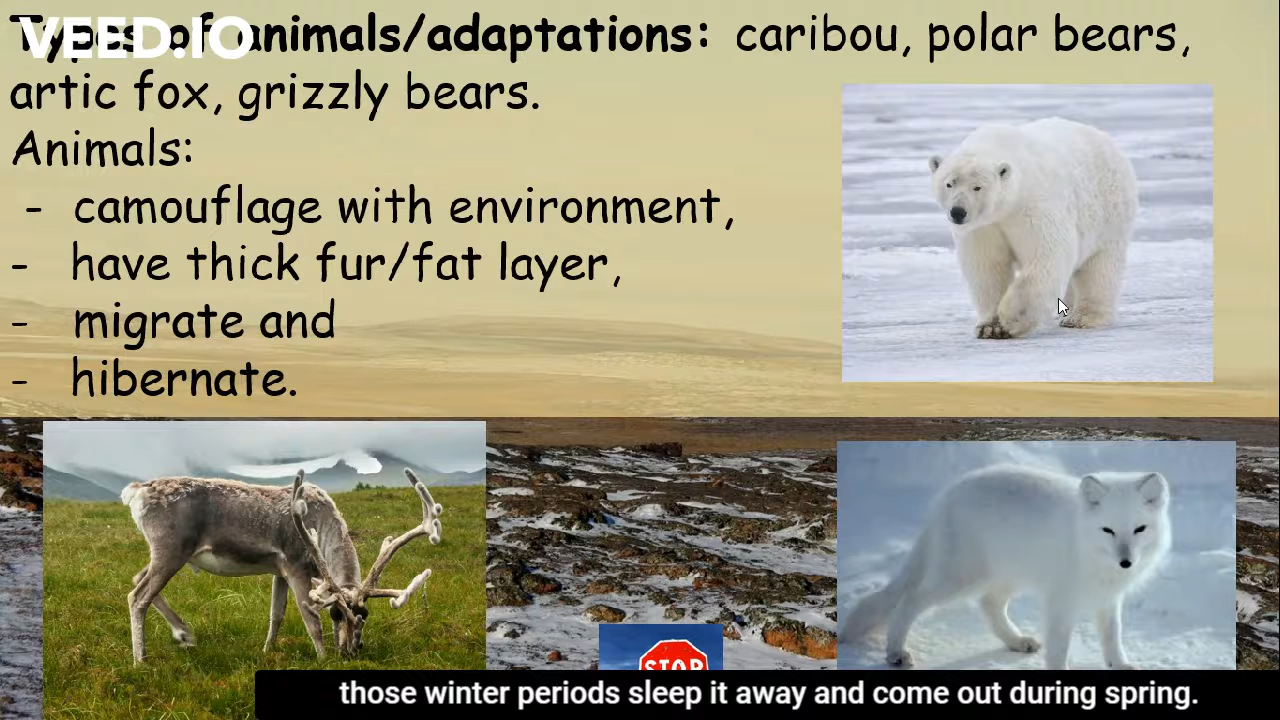 VEED.IO
Types of animals/adaptations: caribou, polar bears,
artic fox, grizzly bears.
Animals:
- camouflage with environment,
- have thick fur/fat layer,
- migrate and
- hibernate.
STOP
those winter periods sleep it away and come out during spring.